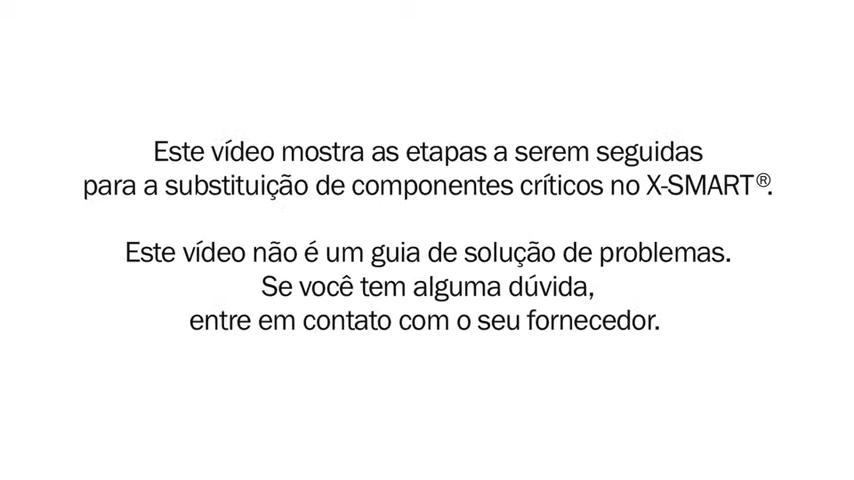 Este vídeo mostra as etapas a serem seguidas
para a substituição de componentes críticos no X-SMART®.
Este vídeo não é um guia de solução de problemas.
Se você tem alguma dúvida,
entre em contato com o seu fornecedor.